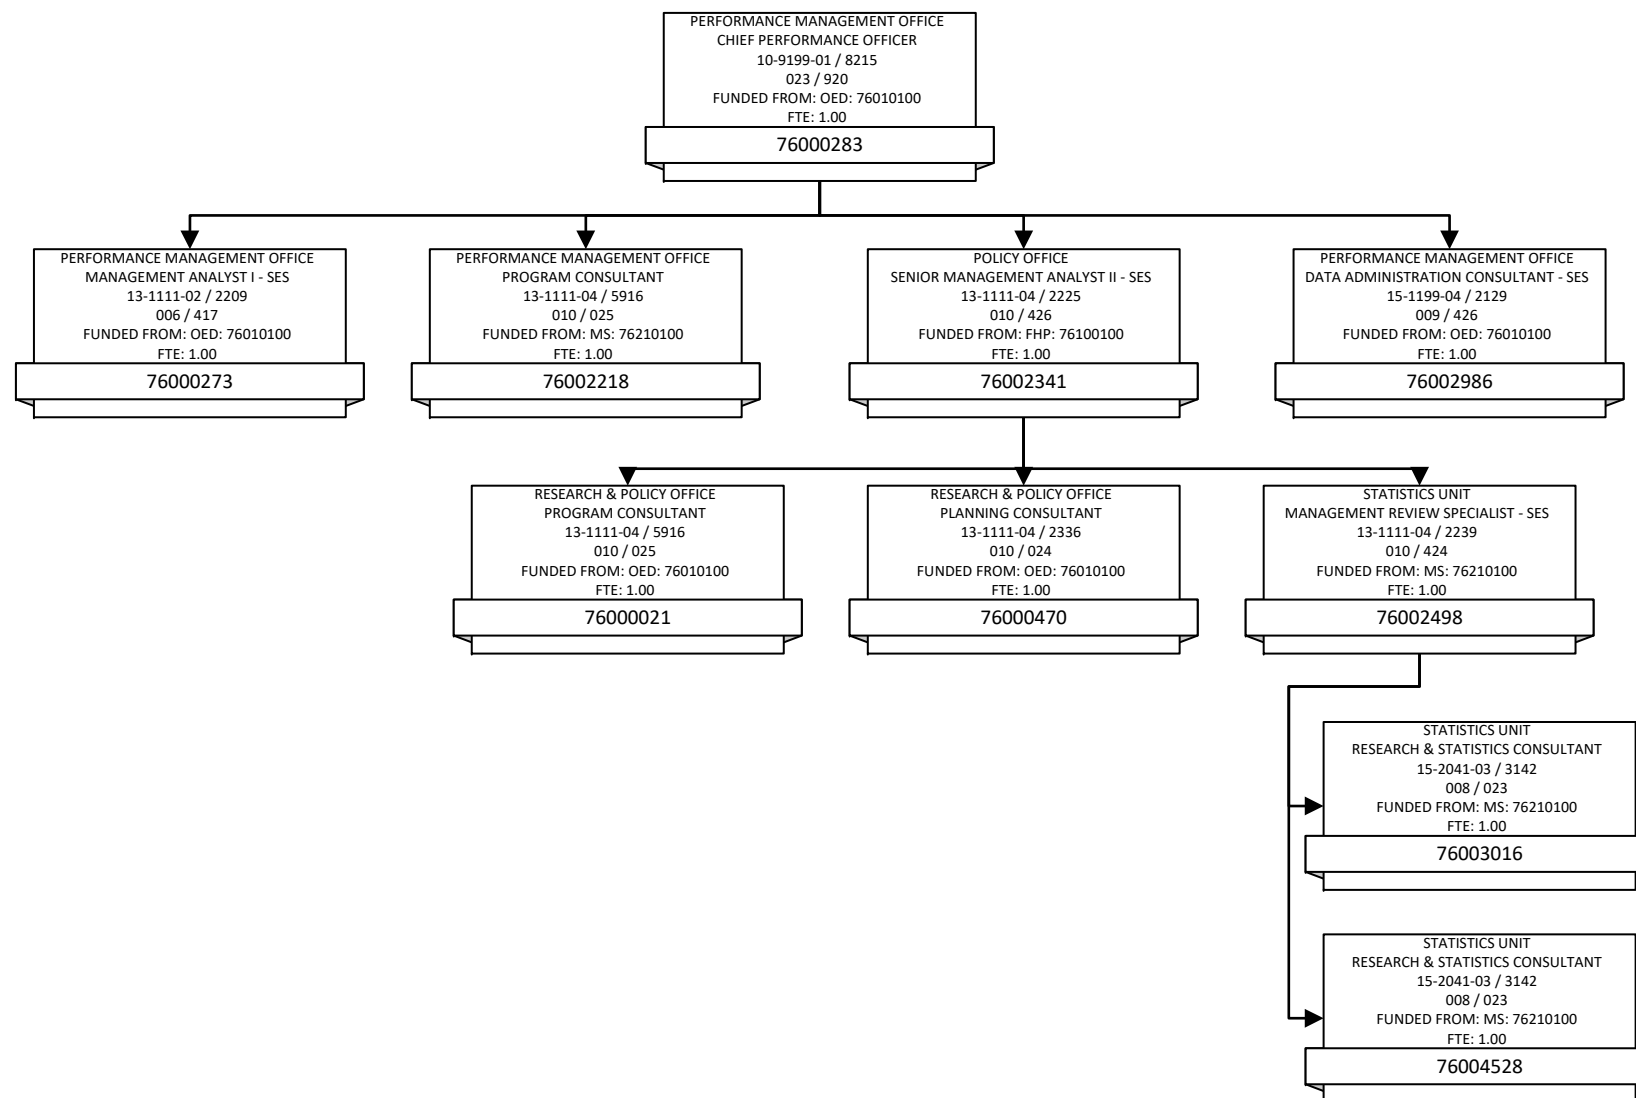 PERFORMANCE MANAGEMENT OFFICE
CHIEF PERFORMANCE OFFICER
10-9199-01 / 8215
023 / 920
FUNDED FROM: OED: 76010100
FTE: 1.00
76000283
PERFORMANCE MANAGEMENT OFFICE
MANAGEMENT ANALYST I - SES
13-1111-02 / 2209
006 / 417
FUNDED FROM: OED: 76010100
FTE: 1.00
76000273
PERFORMANCE MANAGEMENT OFFICE
PROGRAM CONSULTANT
13-1111-04 / 5916
010 / 025
FUNDED FROM: MS: 76210100
FTE: 1.00
76002218
POLICY OFFICE
SENIOR MANAGEMENT ANALYST II - SES
13-1111-04 / 2225
010 / 426
FUNDED FROM: FHP: 76100100
FTE: 1.00
76002341
PERFORMANCE MANAGEMENT OFFICE
DATA ADMINISTRATION CONSULTANT - SES
15-1199-04 / 2129
009 / 426
FUNDED FROM: OED: 76010100
FTE: 1.00
76002986
RESEARCH & POLICY OFFICE
PROGRAM CONSULTANT
13-1111-04 / 5916
010 / 025
FUNDED FROM: OED: 76010100
FTE: 1.00
76000021
RESEARCH & POLICY OFFICE
PLANNING CONSULTANT
13-1111-04 / 2336
010 / 024
FUNDED FROM: OED: 76010100
FTE: 1.00
76000470
STATISTICS UNIT
MANAGEMENT REVIEW SPECIALIST - SES
13-1111-04 / 2239
010 / 424
FUNDED FROM: MS: 76210100
FTE: 1.00
76002498
STATISTICS UNIT
RESEARCH & STATISTICS CONSULTANT
15-2041-03 / 3142
008 / 023
FUNDED FROM: MS: 76210100
FTE: 1.00
76003016
STATISTICS UNIT
RESEARCH & STATISTICS CONSULTANT
15-2041-03 / 3142
008 / 023
FUNDED FROM: MS: 76210100
FTE: 1.00
76004528